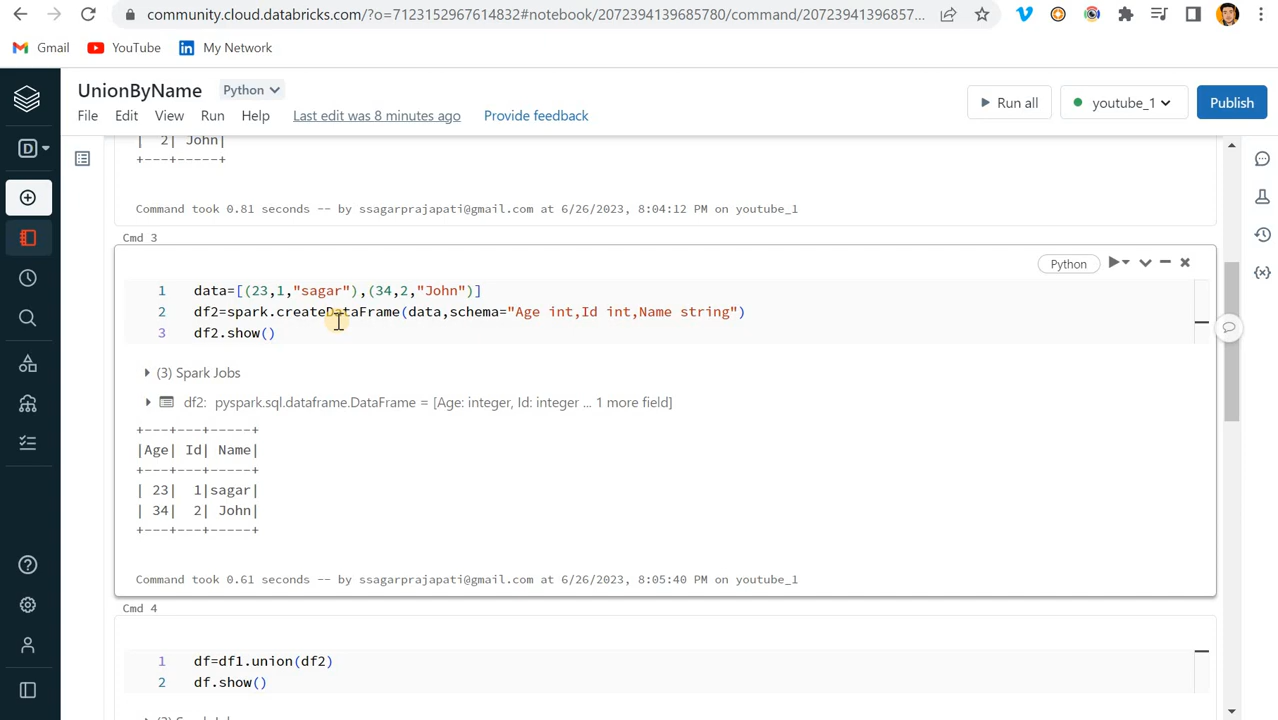 community.cloud.databricks.com/?o=7123152967614832#notebook/2072394139685780/command/20723941396857...
Gmail
YouTube
My Network
UnionByName
Python
File Edit View Run Help Last edit was 8 minutes ago Provide feedback
Run all
youtube_1
Publish
D
| 2| John|
+---+-----+
Command took 0.81 seconds -- by ssagarprajapati@gmail.com at 6/26/2023, 8:04:12 PM on youtube_1
Cmd 3
Python
1 data=[(23,1,"sagar"),(34,2,"John")]
2 df2=spark.createDataFrame(data,schema="Age int,Id int,Name string")
3 df2.show()
(3) Spark Jobs
df2: pyspark.sql.dataframe.DataFrame = [Age: integer, Id: integer ... 1 more field]
+---+---+-----+
|Age| Id| Name|
+---+---+-----+
| 23| 1|sagar|
| 34| 2| John|
+---+---+-----+
Command took 0.61 seconds -- by ssagarprajapati@gmail.com at 6/26/2023, 8:05:40 PM on youtube_1
Cmd 4
1 df=df1.union(df2)
2 df.show()